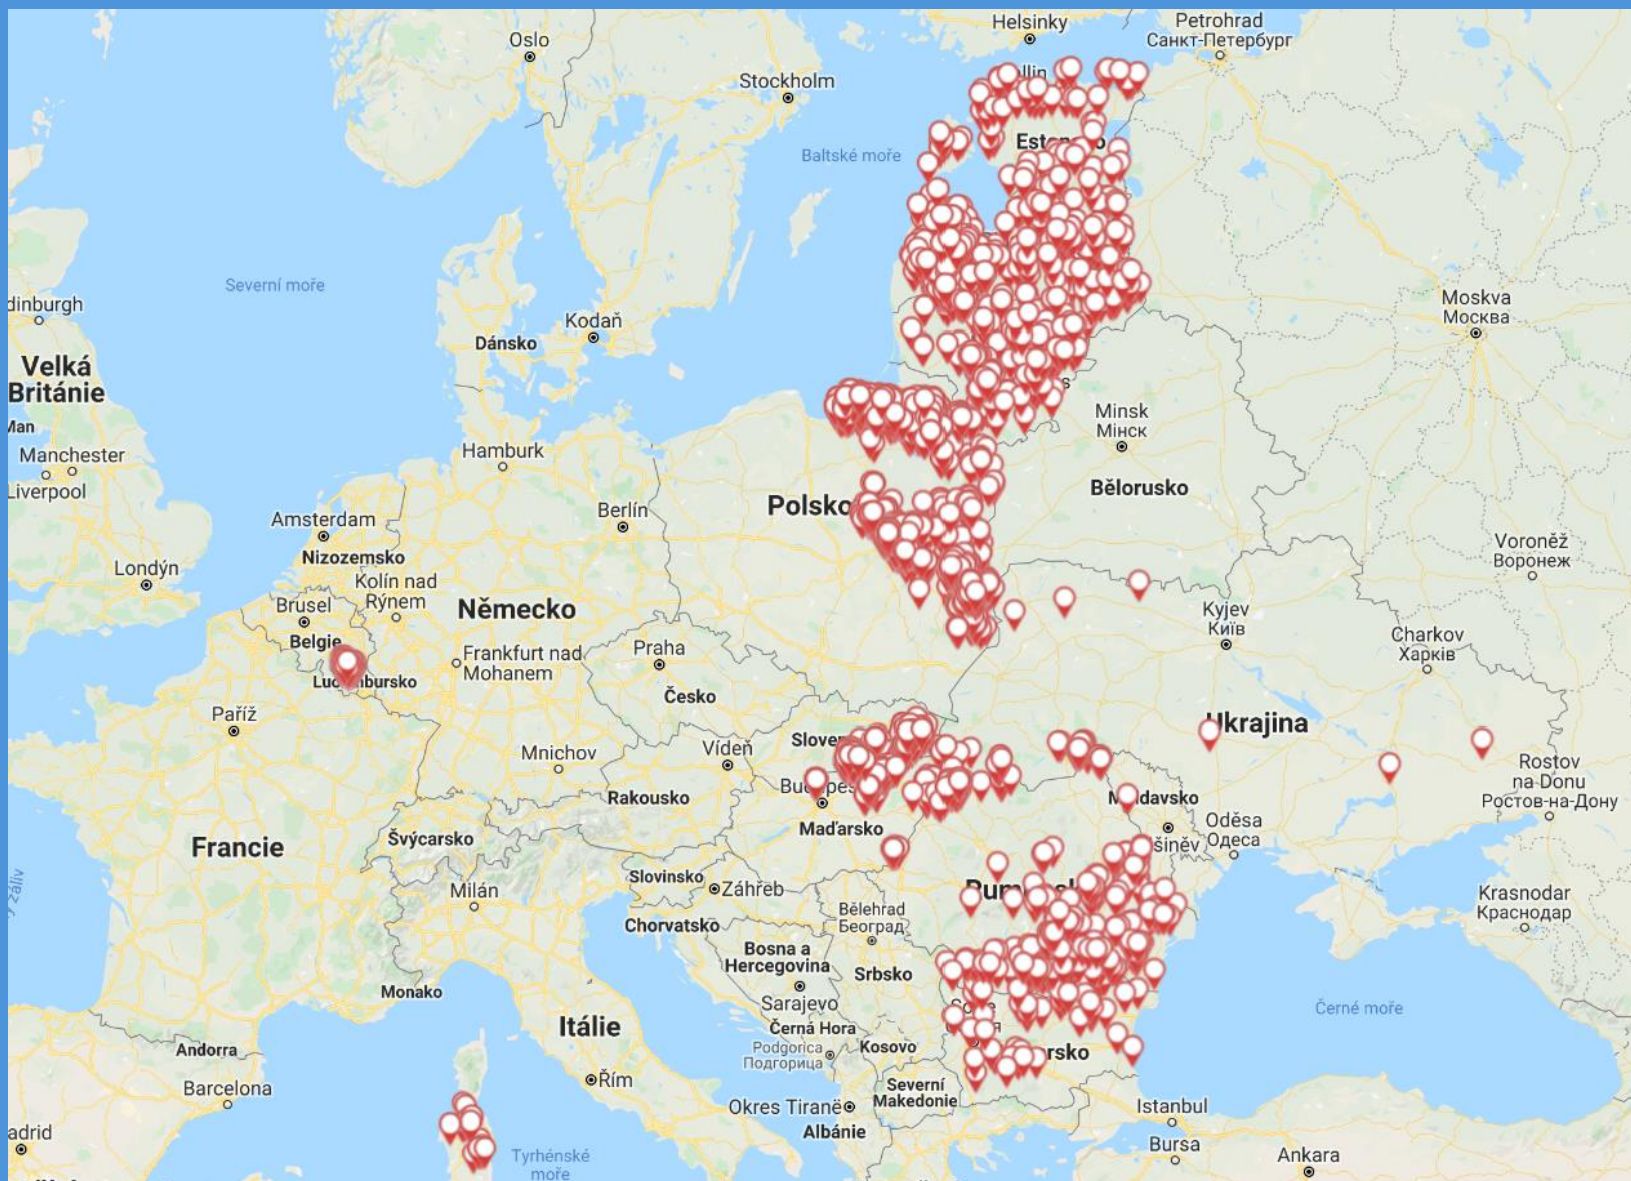 Helsinky
Petrohrad
Санкт-Петербург
Oslo
Stockholm
Baltské moře
Severní moře
dinburgh
Kodaň
Dánsko
Moskva
Москва
Velká
Británie
Man
Manchester
Liverpool
Hamburk
Minsk
Мінск
Bělorusko
Polsko
Berlín
Amsterdam
Nizozemsko
Londýn
Kolín nad
Rýnem
Voroněž
Воронеж
Brusel
Belgie
Německo
Kyjev
Київ
Charkov
Харків
Praha
Frankfurt nad
Mohanem
Česko
Paříž
Ukrajina
Mnichov
Vídeň
Rakousko
Maďarsko
Rostov
na Donu
Ростов-на-Дону
Oděsa
Одеса
Švýcarsko
Francie
Slovinsko
Záhřeb
Milán
Chorvatsko
Bělehrad
Београд
Krasnodar
Краснодар
Bosna a
Hercegovina
Srbsko
Sarajevo
Monako
Itálie
Černá Hora
Podgorica
Подгорица
Kosovo
Černé moře
Andorra
Barcelona
Řím
Severní
Makedonie
Okres Tiranë
Albánie
Istanbul
Bursa
Ankara
adrid
Tyrhénské
moře